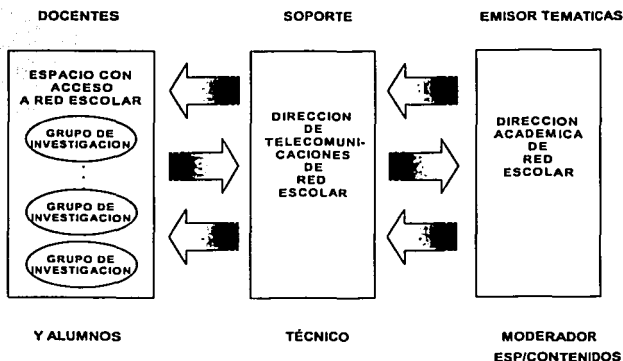 DOCENTES
SOPORTE
EMISOR TEMATICAS
ESPACIO CON
ACCESO
A RED ESCOLAR
GRUPO DE
INVESTIGACION
GRUPO DE
INVESTIGACION
GRUPO DE
INVESTIGACION
DIRECCION
DE
TELECOMUNI-
CACIONES
DE
RED
ESCOLAR
DIRECCION
ACADEMICA
DE
RED
ESCOLAR
Y ALUMNOS
TÉCNICO
MODERADOR
ESP/CONTENIDOS